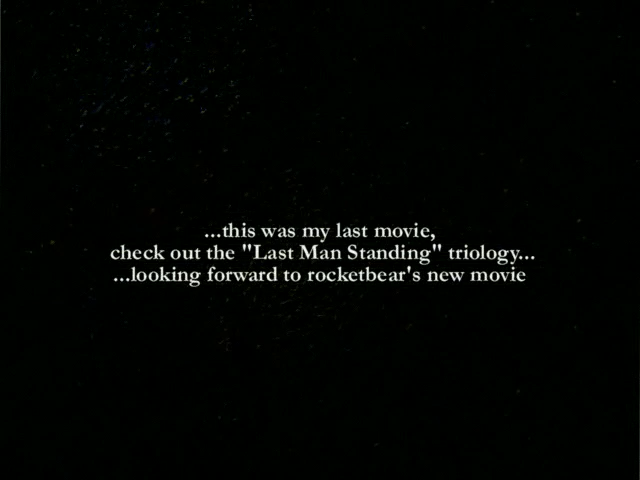 ...this was my last movie,
check out the "Last Man Standing" triology...
...looking forward to rocketbear's new movie